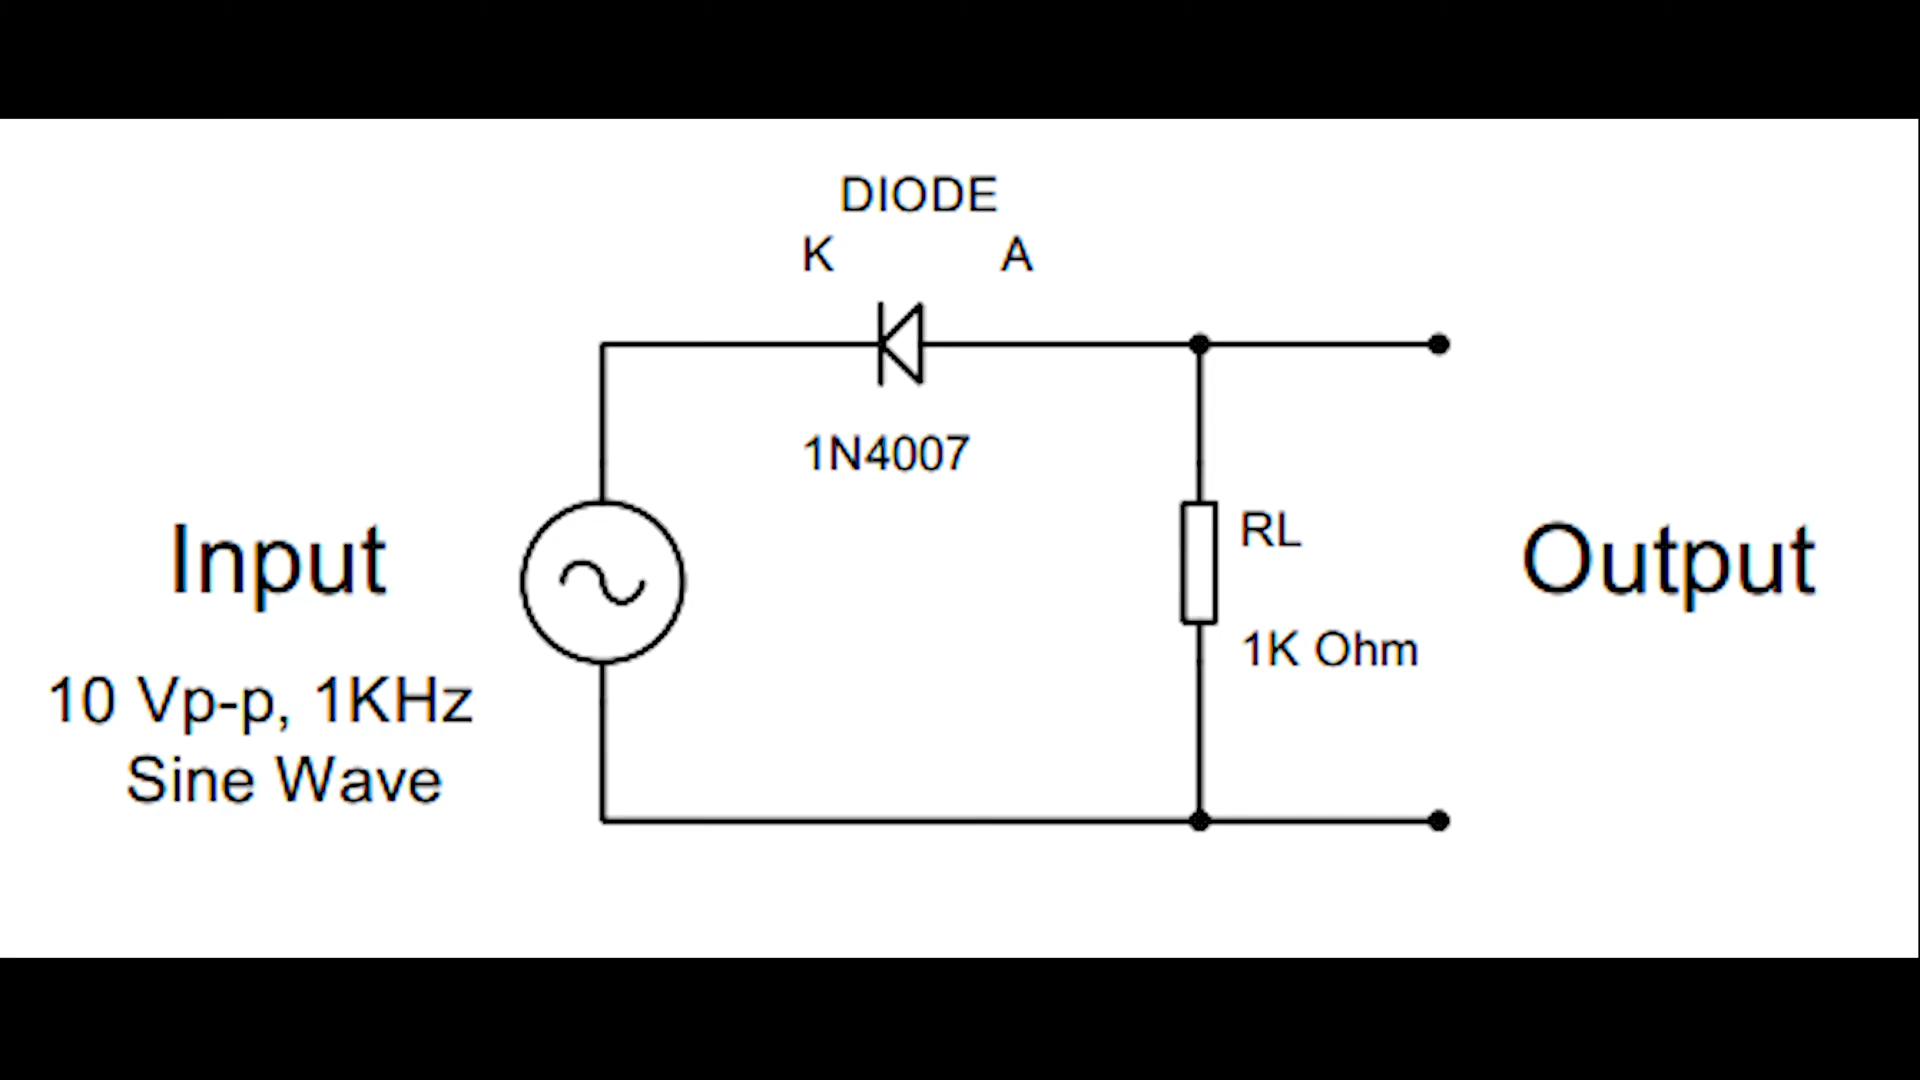 DIODE
K A
1N4007
Input
10 Vp-p, 1KHz
Sine Wave
RL
1K Ohm
Output